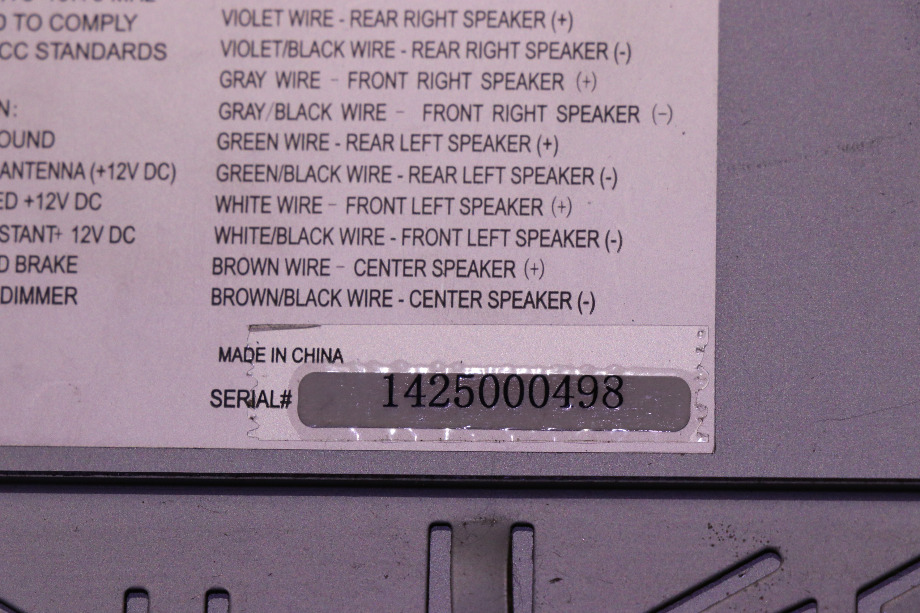 VIOLET WIRE - REAR RIGHT SPEAKER (+)
D TO COMPLY
VIOLET/BLACK WIRE - REAR RIGHT SPEAKER (-)
CC STANDARDS
GRAY WIRE - FRONT RIGHT SPEAKER (+)
N:
GRAY/BLACK WIRE - FRONT RIGHT SPEAKER (-)
OUND
GREEN WIRE - REAR LEFT SPEAKER (+)
ANTENNA (+12V DC)
GREEN/BLACK WIRE - REAR LEFT SPEAKER (-)
ED +12V DC
WHITE WIRE - FRONT LEFT SPEAKER (+)
STANT+ 12V DC
WHITE/BLACK WIRE - FRONT LEFT SPEAKER (-)
D BRAKE
BROWN WIRE - CENTER SPEAKER (+)
DIMMER
BROWN/BLACK WIRE - CENTER SPEAKER (-)
MADE IN CHINA
SERIAL# 1425000498